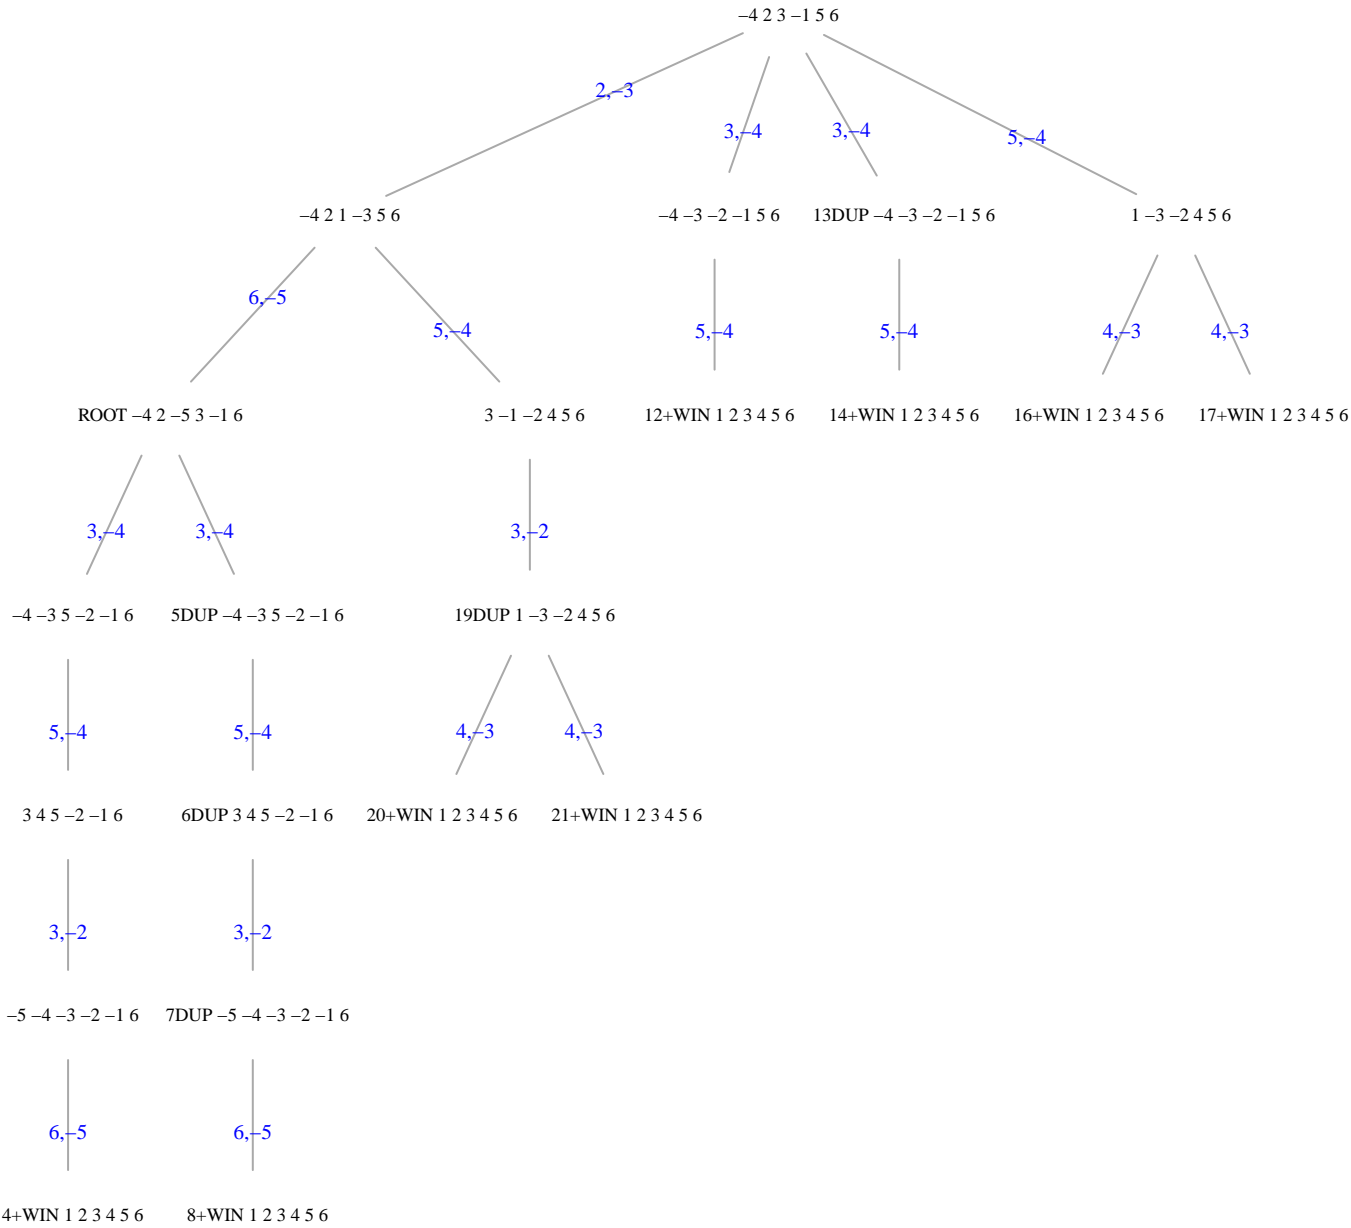 –4 2 3 –1 5 6
2,–3
3,–4
3,–4
5,–4
–4 2 1 –3 5 6
–4 –3 –2 –1 5 6
13DUP –4 –3 –2 –1 5 6
1 –3 –2 4 5 6
6,–5
5,–4
5,–4
5,–4
4,–3
4,–3
ROOT –4 2 –5 3 –1 6
3 –1 –2 4 5 6
12+WIN 1 2 3 4 5 6
14+WIN 1 2 3 4 5 6
16+WIN 1 2 3 4 5 6
17+WIN 1 2 3 4 5 6
3,–4
3,–4
3,–2
–4 –3 5 –2 –1 6
5DUP –4 –3 5 –2 –1 6
19DUP 1 –3 –2 4 5 6
5,–4
5,–4
4,–3
4,–3
3 4 5 –2 –1 6
6DUP 3 4 5 –2 –1 6
20+WIN 1 2 3 4 5 6
21+WIN 1 2 3 4 5 6
3,–2
3,–2
–5 –4 –3 –2 –1 6
7DUP –5 –4 –3 –2 –1 6
6,–5
6,–5
4+WIN 1 2 3 4 5 6
8+WIN 1 2 3 4 5 6